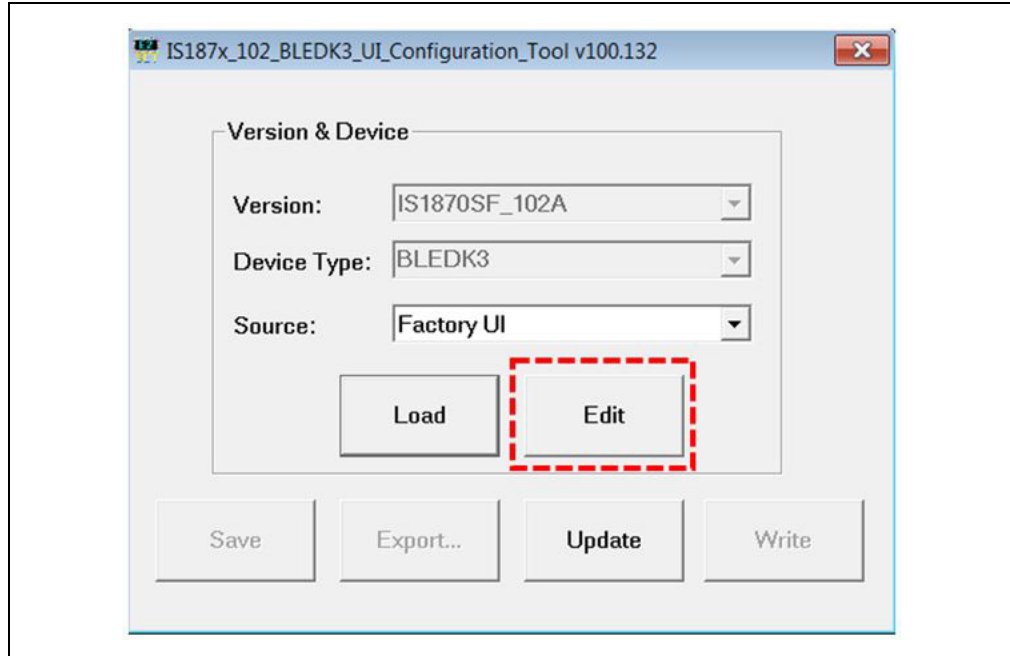 IS187x_102_BLEDK3_UI_Configuration_Tool v100.132
Version & Device
Version: IS1870SF_102A
Device Type: BLEDK3
Source: Factory UI
Load Edit
Save Export... Update Write